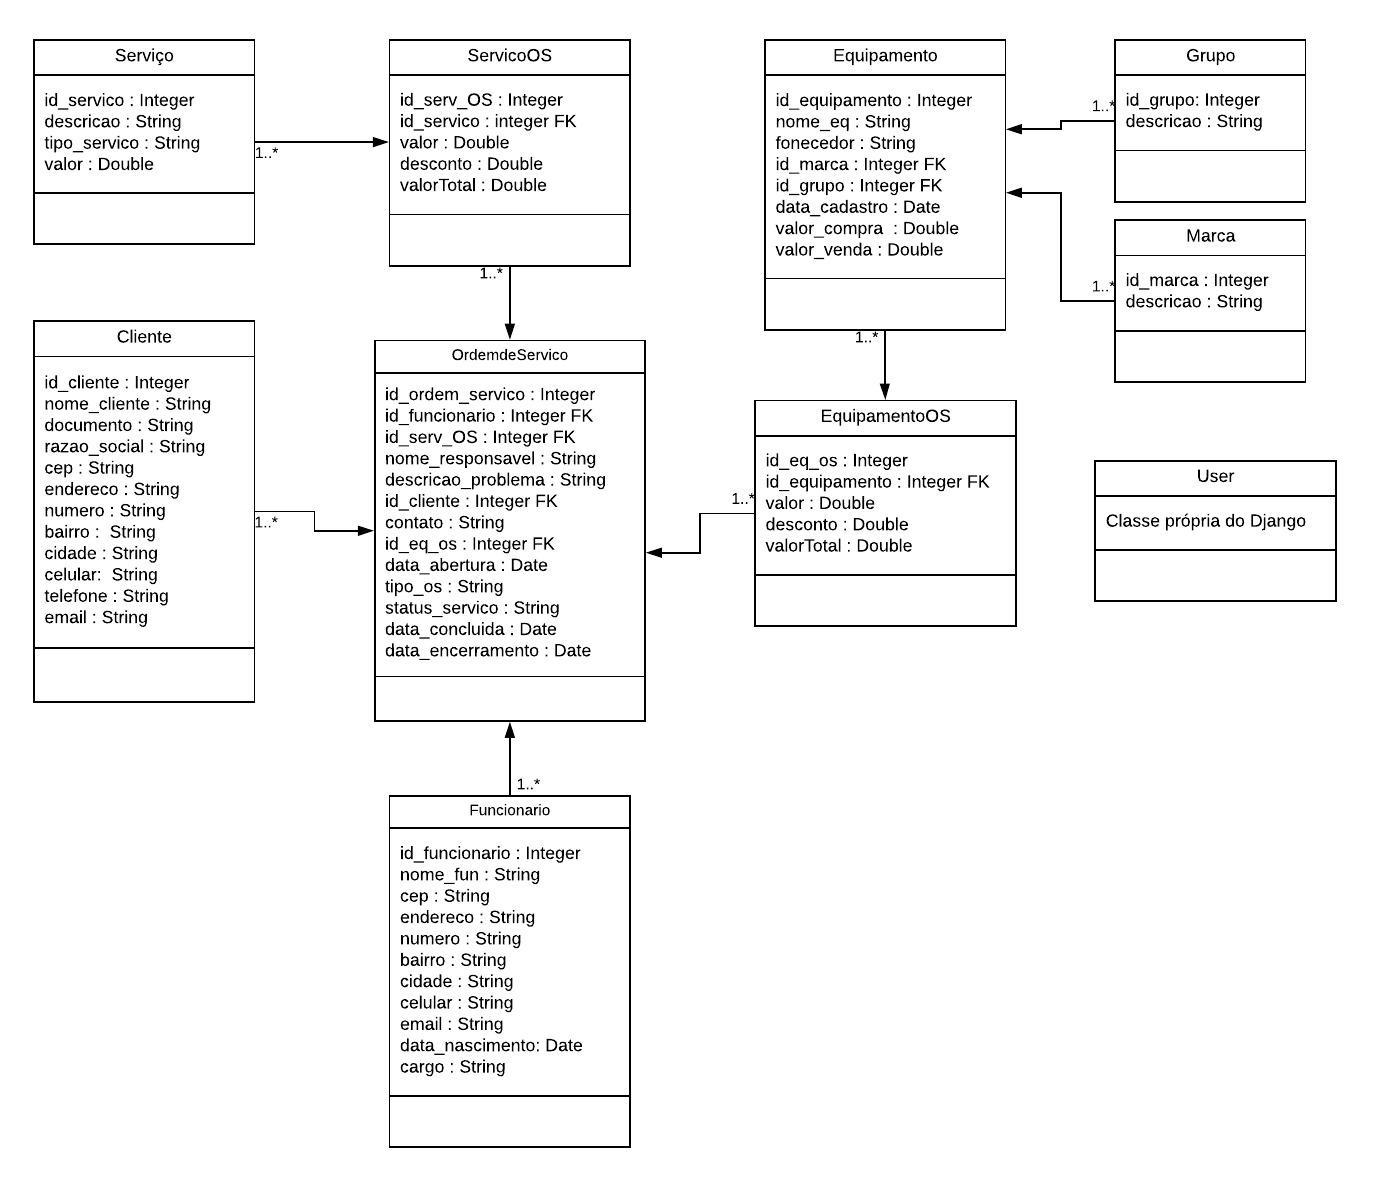 Serviço
id_servico : Integer
descricao : String
tipo_servico : String
valor : Double
1..*
ServicoOS
id_serv_OS : Integer
id_servico : integer FK
valor : Double
desconto : Double
valorTotal : Double
1..*
Equipamento
id_equipamento : Integer
nome_eq : String
fonecedor : String
id_marca : Integer FK
id_grupo : Integer FK
data_cadastro : Date
valor_compra  : Double
valor_venda : Double
1..*
Grupo
1..*
id_grupo: Integer
descricao : String
Marca
1..*
id_marca : Integer
descricao : String
Cliente
id_cliente : Integer
nome_cliente : String
documento : String
razao_social : String
cep : String
endereco : String
numero : String
bairro :  String
cidade : String
celular:  String
telefone : String
email : String
1..*
OrdemdeServico
id_ordem_servico : Integer
id_funcionario : Integer FK
id_serv_OS : Integer FK
nome_responsavel : String
descricao_problema : String
id_cliente : Integer FK
contato : String
id_eq_os : Integer FK
data_abertura : Date
tipo_os : String
status_servico : String
data_concluida : Date
data_encerramento : Date
EquipamentoOS
1..*
id_eq_os : Integer
id_equipamento : Integer FK
valor : Double
desconto : Double
valorTotal : Double
User
Classe própria do Django
1..*
Funcionario
id_funcionario : Integer
nome_fun : String
cep : String
endereco : String
numero : String
bairro : String
cidade : String
celular : String
email : String
data_nascimento: Date
cargo : String